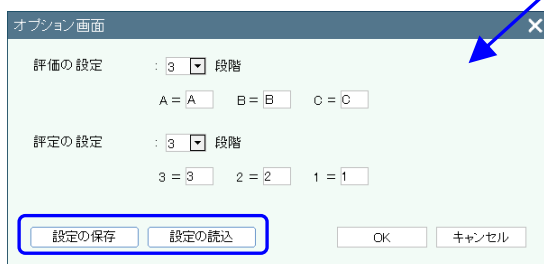 オプション画面
評価の設定 : 3 段階
A = A B = B C = C
評定の設定 : 3 段階
3 = 3 2 = 2 1 = 1
設定の保存 設定の読込 OK キャンセル